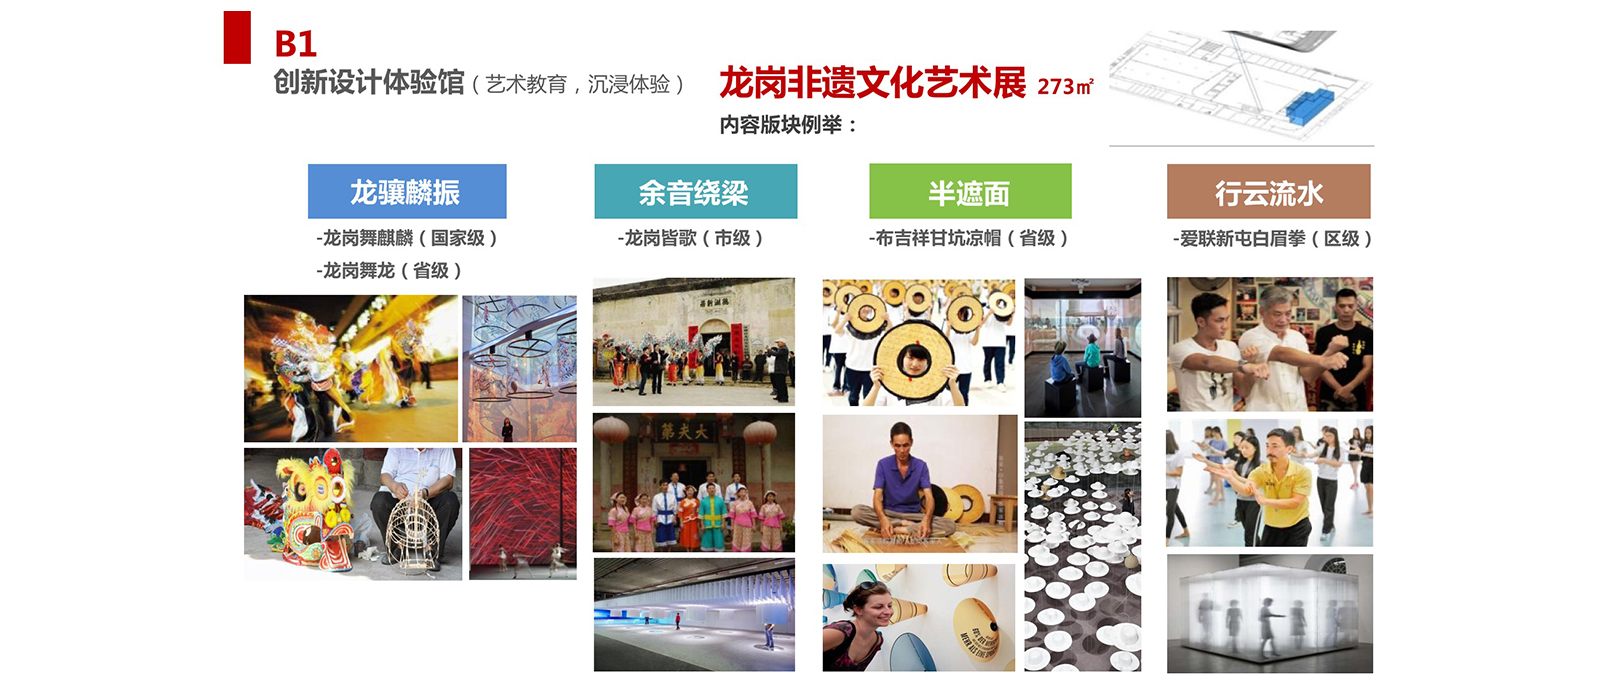 B1
创新设计体验馆（艺术教育，沉浸体验）
龙岗非遗文化艺术展 273㎡
内容版块例举：
龙骧麟振
-龙岗舞麒麟（国家级）
-龙岗舞龙（省级）
余音绕梁
-龙岗皆歌（市级）
半遮面
-布吉祥甘坑凉帽（省级）
行云流水
-爱联新屯白眉拳（区级）
第夫大